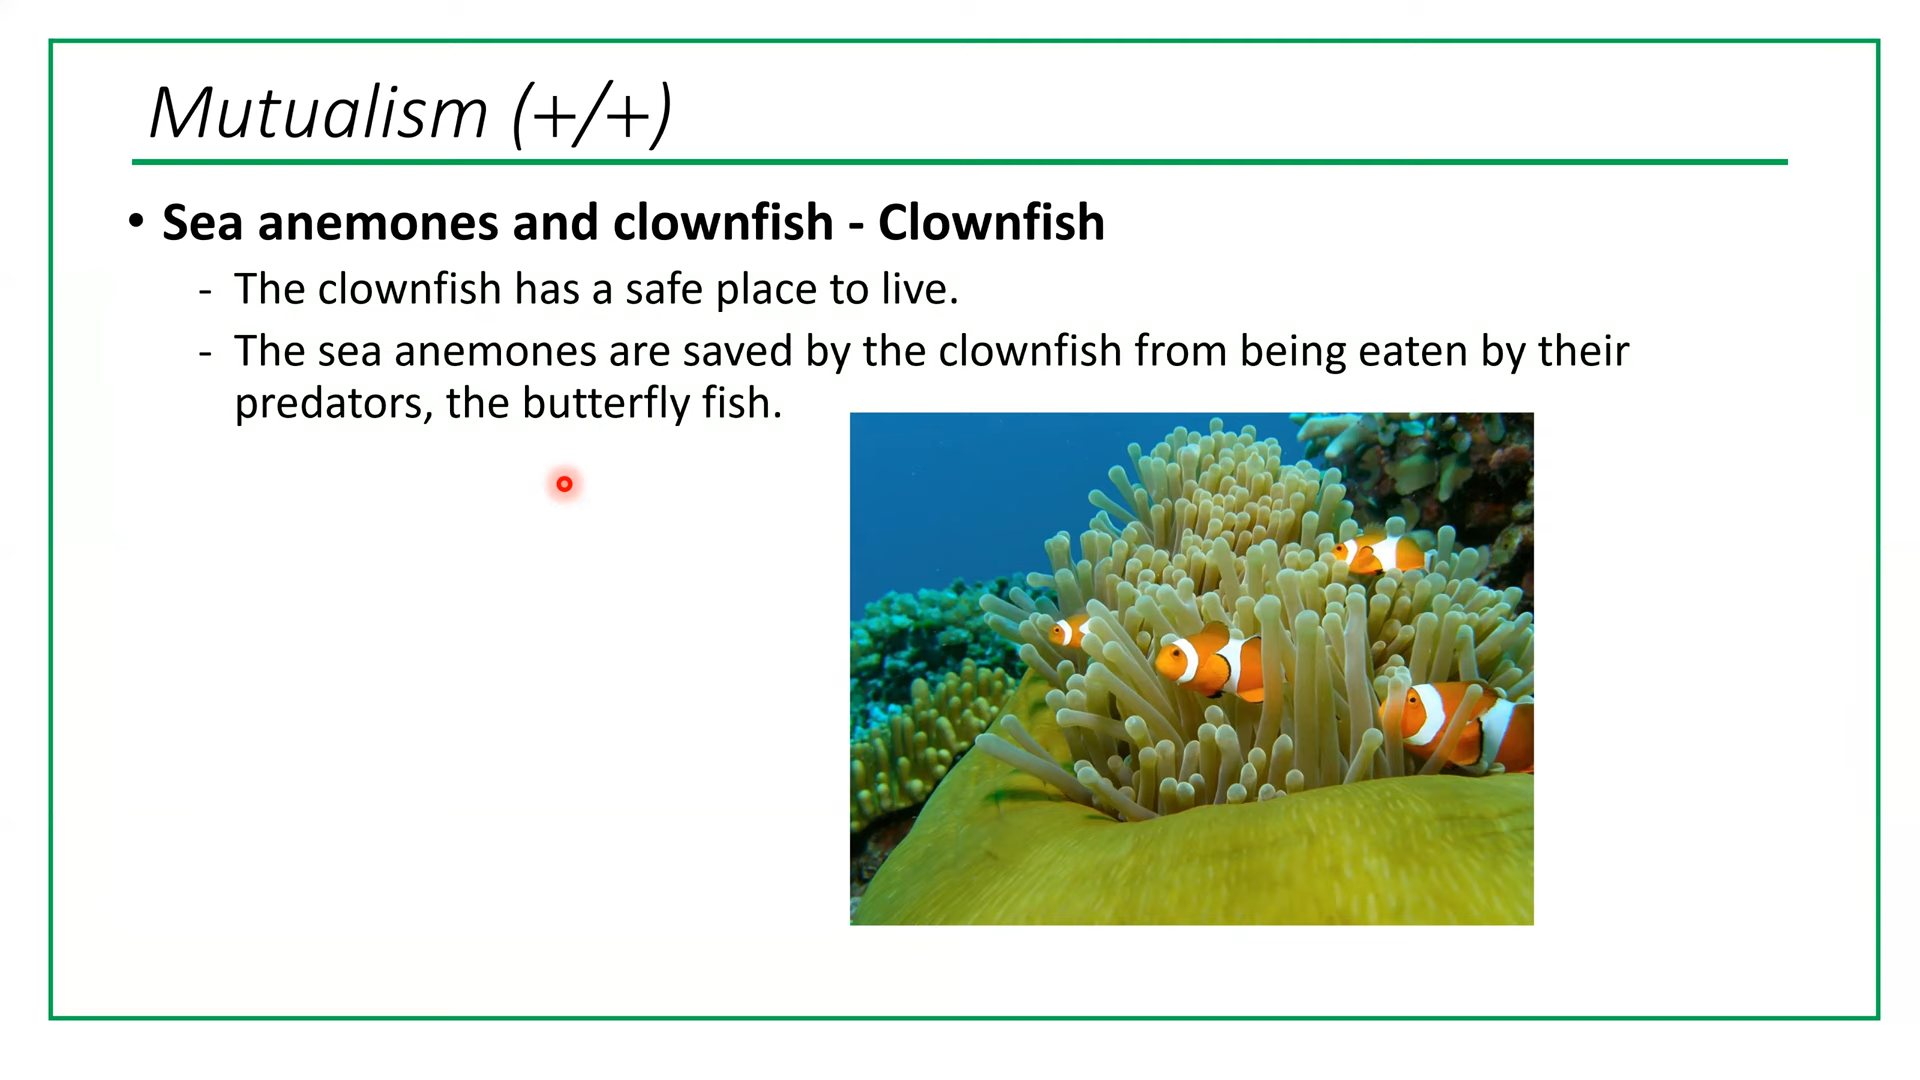 Mutualism (+/+)
• Sea anemones and clownfish - Clownfish
- The clownfish has a safe place to live.
- The sea anemones are saved by the clownfish from being eaten by their
predators, the butterfly fish.